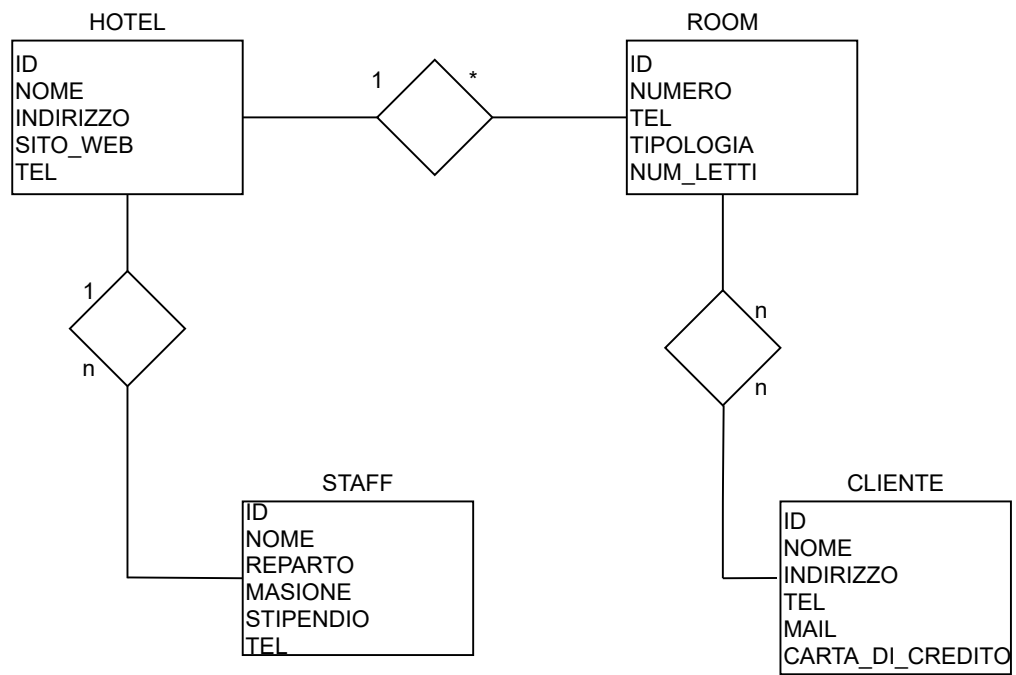 HOTEL
ID
NOME
INDIRIZZO
SITO_WEB
TEL
1
*
ROOM
ID
NUMERO
TEL
TIPOLOGIA
NUM_LETTI
1
n
n
n
STAFF
ID
NOME
REPARTO
MASIONE
STIPENDIO
TEL
CLIENTE
ID
NOME
INDIRIZZO
TEL
MAIL
CARTA_DI_CREDITO